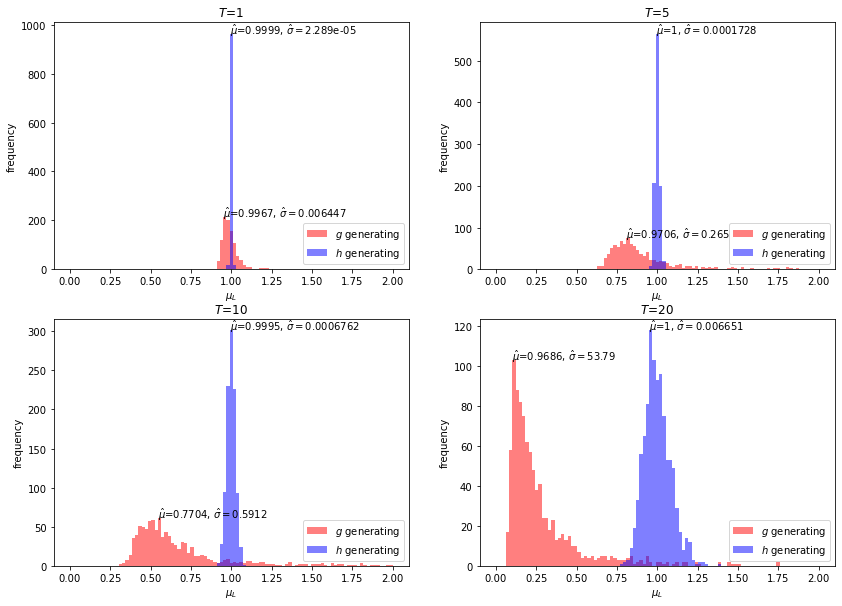 T=1
T=5
frequency
1000
800
600
400
200
0
0.00 0.25 0.50 0.75 1.00 1.25 1.50 1.75 2.00
μ_L
μ̂=0.9999, σ̂ = 2.289e-05
μ̂=0.9967, σ̂ = 0.006447
g generating
h generating
frequency
500
400
300
200
100
0
0.00 0.25 0.50 0.75 1.00 1.25 1.50 1.75 2.00
μ_L
μ̂=1, σ̂ = 0.0001728
μ̂=0.9706, σ̂ = 0.265
g generating
h generating
T=10
T=20
frequency
300
250
200
150
100
50
0
0.00 0.25 0.50 0.75 1.00 1.25 1.50 1.75 2.00
μ_L
μ̂=0.9995, σ̂ = 0.0006762
μ̂=0.7704, σ̂ = 0.5912
g generating
h generating
frequency
120
100
80
60
40
20
0
0.00 0.25 0.50 0.75 1.00 1.25 1.50 1.75 2.00
μ_L
μ̂=1, σ̂ = 0.006651
μ̂=0.9686, σ̂ = 53.79
g generating
h generating